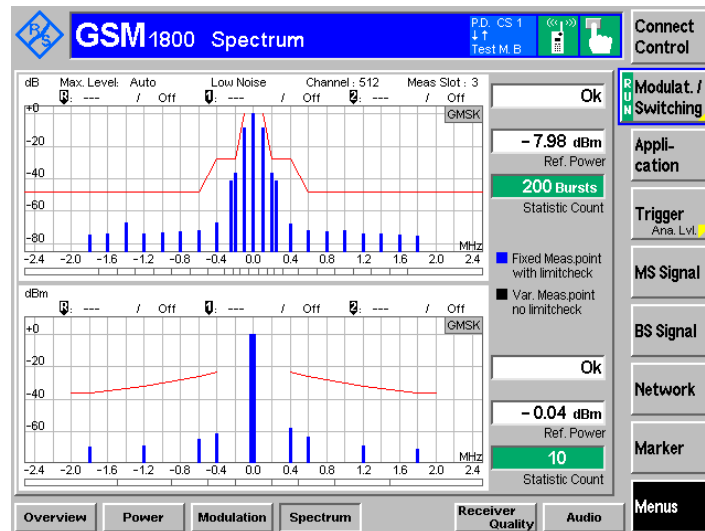 R/S
GSM1800 Spectrum
P.D. CS 1
↓↑
Test M. B
Connect Control
dB Max. Level: Auto Low Noise Channel : 512 Meas Slot : 3
R: --- / Off 1: --- / Off 2: --- / Off
GMSK
+0
-20
-40
-60
-80
MHz
-2.4 -2.0 -1.6 -1.2 -0.8 -0.4 0.0 0.4 0.8 1.2 1.6 2.0 2.4
Ok
- 7.98 dBm
Ref. Power
200 Bursts
Statistic Count
Fixed Meas.point
with limitcheck
Var. Meas.point
no limitcheck
dBm
R: --- / Off 1: --- / Off 2: --- / Off
GMSK
+0
-20
-40
-60
MHz
-2.4 -2.0 -1.6 -1.2 -0.8 -0.4 0.0 0.4 0.8 1.2 1.6 2.0 2.4
Ok
- 0.04 dBm
Ref. Power
10
Statistic Count
RUN
Modulat. /
Switching
Appli-
cation
Trigger
Ana. Lvl.
MS Signal
BS Signal
Network
Marker
Menus
Overview Power Modulation Spectrum Receiver Quality Audio